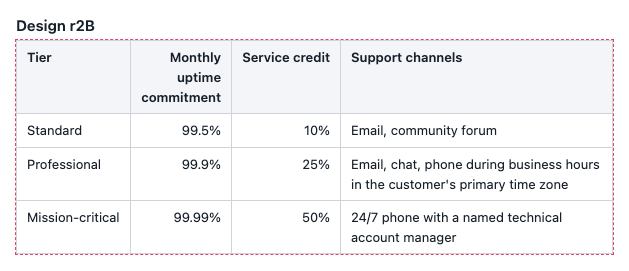 Design r2B
Tier
Monthly
uptime
commitment
Service credit
Support channels
Standard
99.5%
10%
Email, community forum
Professional
99.9%
25%
Email, chat, phone during business hours
in the customer's primary time zone
Mission-critical
99.99%
50%
24/7 phone with a named technical
account manager